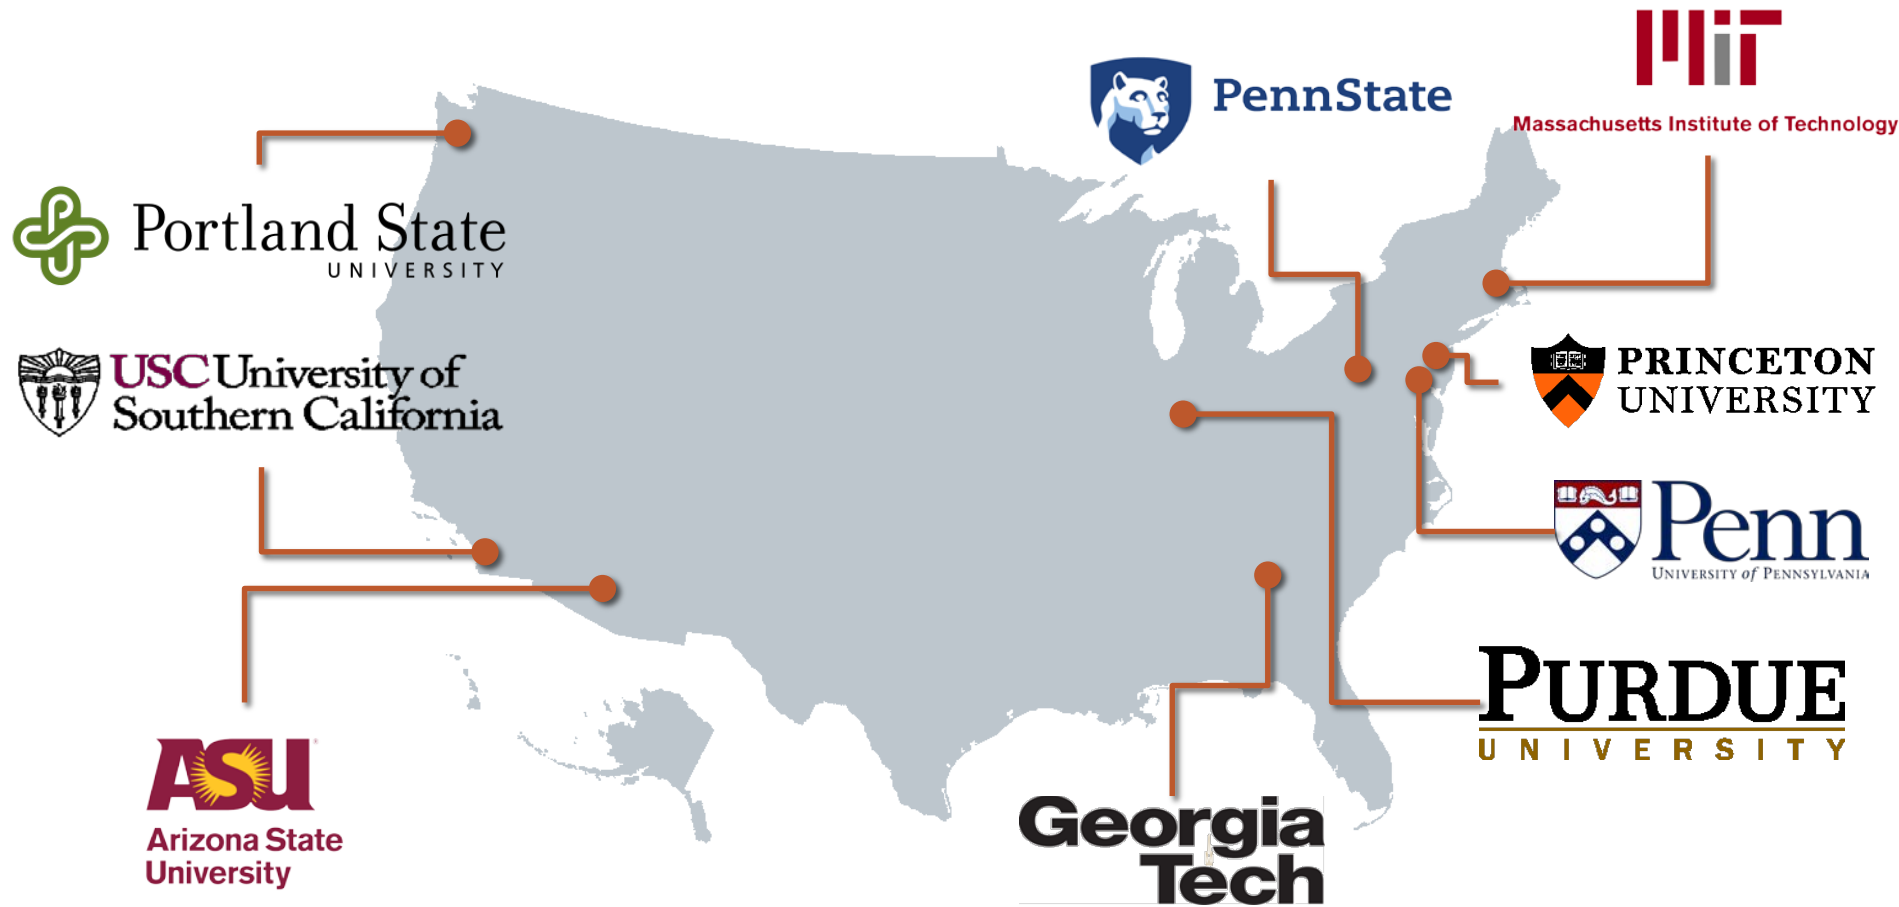 MiT
Massachusetts Institute of Technology
PennState
Portland State
UNIVERSITY
USC University of
Southern California
PRINCETON
UNIVERSITY
Penn
UNIVERSITY of PENNSYLVANIA
PURDUE
UNIVERSITY
ASU
Arizona State
University
Georgia
Tech